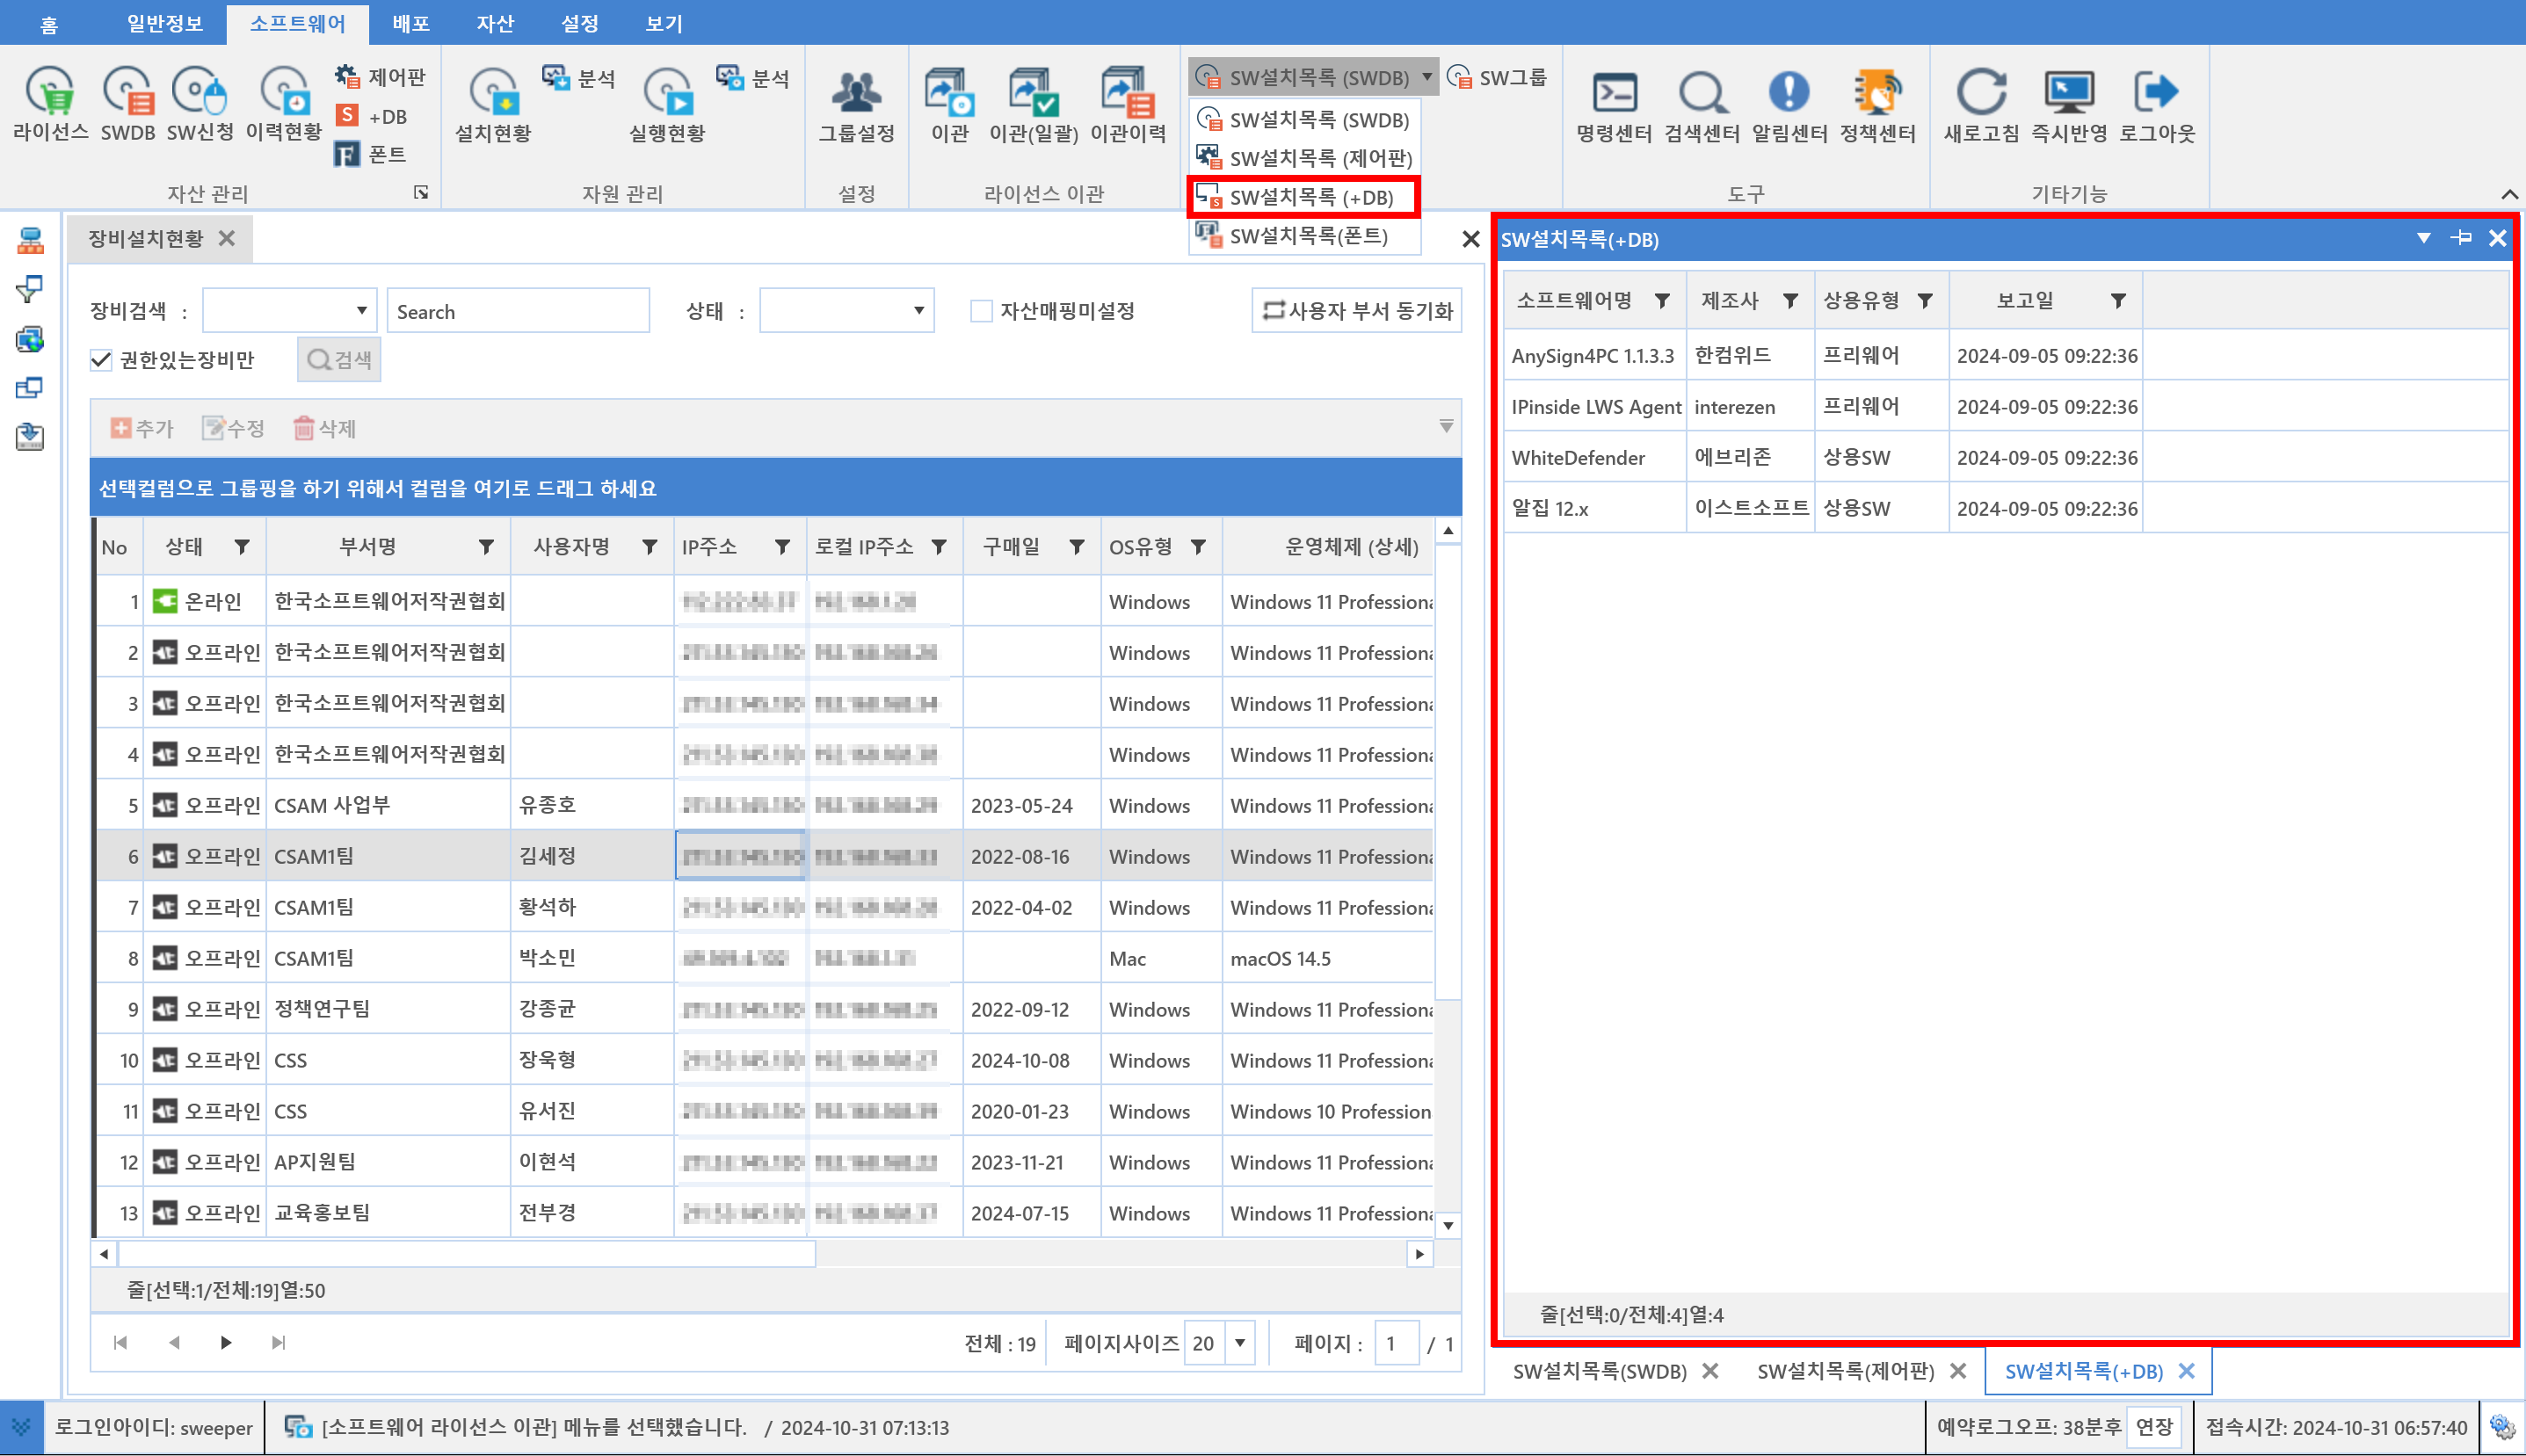 홈 일반정보 소프트웨어 배포 자산 설정 보기
라이선스 SWDB SW신청 이력현황 제어판 +DB 폰트
자산 관리
설치현황 분석 실행현황 분석
자원 관리
그룹설정
설정
이관 이관(일괄) 이관이력
라이선스 이관
SW설치목록 (SWDB) SW그룹
SW설치목록 (SWDB)
SW설치목록 (제어판)
SW설치목록 (+DB)
SW설치목록(폰트)
명령센터 검색센터 알림센터 정책센터
도구
새로고침 즉시반영 로그아웃
기타기능
장비설치현황
장비검색 : Search 상태 : 자산매핑미설정 사용자 부서 동기화
권한있는장비만 검색
추가 수정 삭제
선택컬럼으로 그룹핑을 하기 위해서 컬럼을 여기로 드래그 하세요
No 상태 부서명 사용자명 IP주소 로컬 IP주소 구매일 OS유형 운영체제 (상세)
1 온라인 한국소프트웨어저작권협회 Windows Windows 11 Professiona
2 오프라인 한국소프트웨어저작권협회 Windows Windows 11 Professiona
3 오프라인 한국소프트웨어저작권협회 Windows Windows 11 Professiona
4 오프라인 한국소프트웨어저작권협회 Windows Windows 11 Professiona
5 오프라인 CSAM 사업부 유종호 2023-05-24 Windows Windows 11 Professiona
6 오프라인 CSAM1팀 김세정 2022-08-16 Windows Windows 11 Professiona
7 오프라인 CSAM1팀 황석하 2022-04-02 Windows Windows 11 Professiona
8 오프라인 CSAM1팀 박소민 Mac macOS 14.5
9 오프라인 정책연구팀 강종균 2022-09-12 Windows Windows 11 Professiona
10 오프라인 CSS 장욱형 2024-10-08 Windows Windows 11 Professiona
11 오프라인 CSS 유서진 2020-01-23 Windows Windows 10 Profession
12 오프라인 AP지원팀 이현석 2023-11-21 Windows Windows 11 Professiona
13 오프라인 교육홍보팀 전부경 2024-07-15 Windows Windows 11 Professiona
줄[선택:1/전체:19]열:50
전체 : 19 페이지사이즈 20 페이지 : 1 / 1
SW설치목록(+DB)
소프트웨어명 제조사 상용유형 보고일
AnySign4PC 1.1.3.3 한컴위드 프리웨어 2024-09-05 09:22:36
IPinside LWS Agent interezen 프리웨어 2024-09-05 09:22:36
WhiteDefender 에브리존 상용SW 2024-09-05 09:22:36
알집 12.x 이스트소프트 상용SW 2024-09-05 09:22:36
줄[선택:0/전체:4]열:4
SW설치목록(SWDB) SW설치목록(제어판) SW설치목록(+DB)
로그인아이디: sweeper [소프트웨어 라이선스 이관] 메뉴를 선택했습니다. / 2024-10-31 07:13:13 예약로그오프: 38분후 연장 접속시간: 2024-10-31 06:57:40